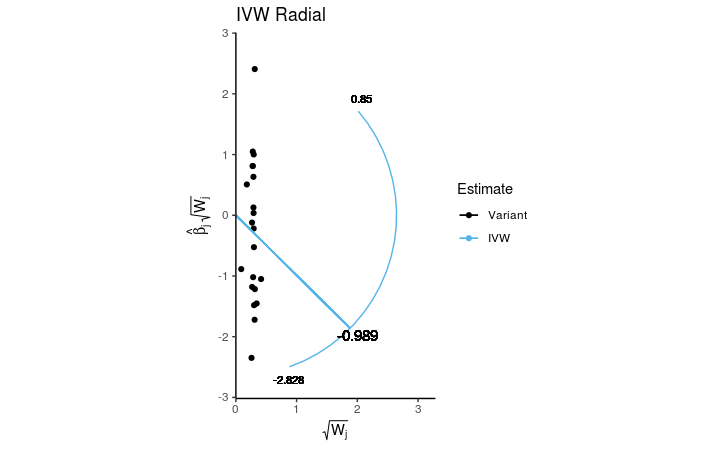 IVW Radial
3
2
1
0
-1
-2
-3
β̂j√Wj
0.85
-0.989
-2.828
0
1
2
3
√Wj
Estimate
Variant
IVW